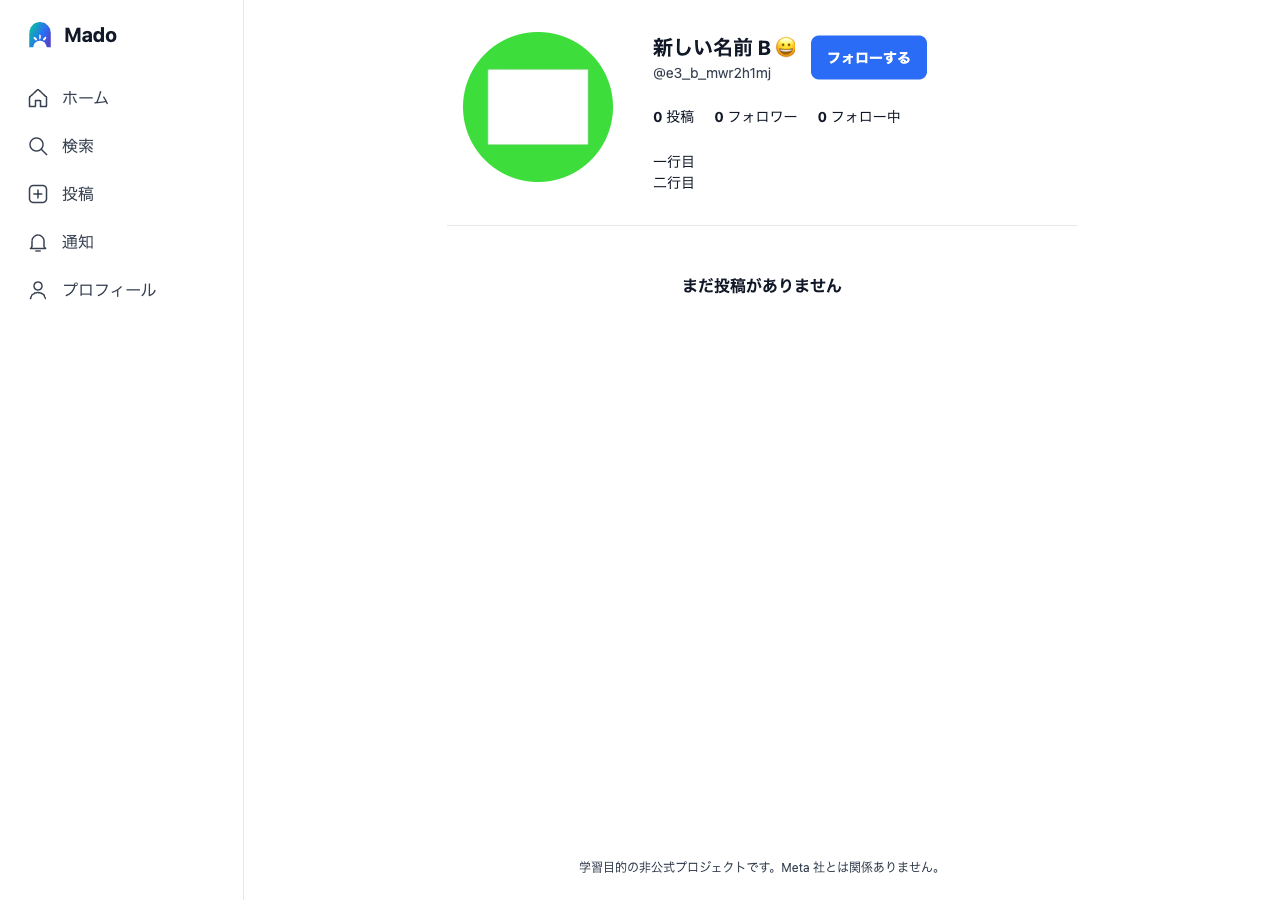 Mado
ホーム
検索
投稿
通知
プロフィール
新しい名前 B 😀
@e3_b_mwr2h1mj
フォローする
0 投稿 0 フォロワー 0 フォロー中
一行目
二行目
まだ投稿がありません
学習目的の非公式プロジェクトです。Meta 社とは関係ありません。